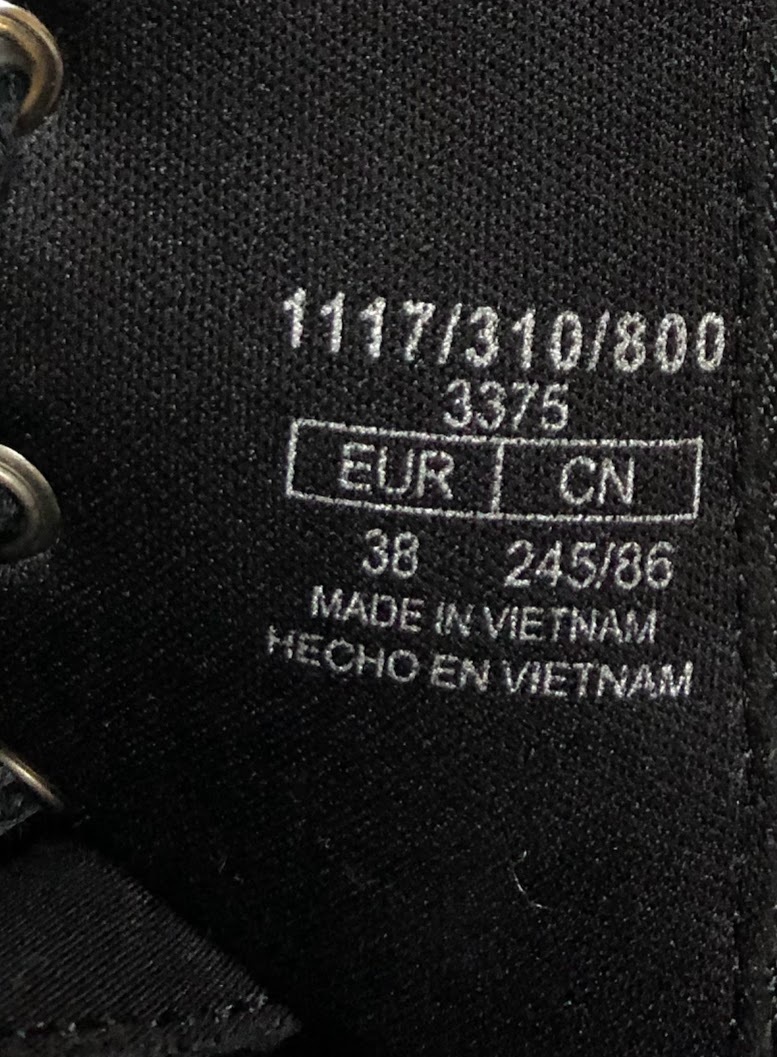 1117/310/800
3375
EUR CN
38 245/86
MADE IN VIETNAM
HECHO EN VIETNAM